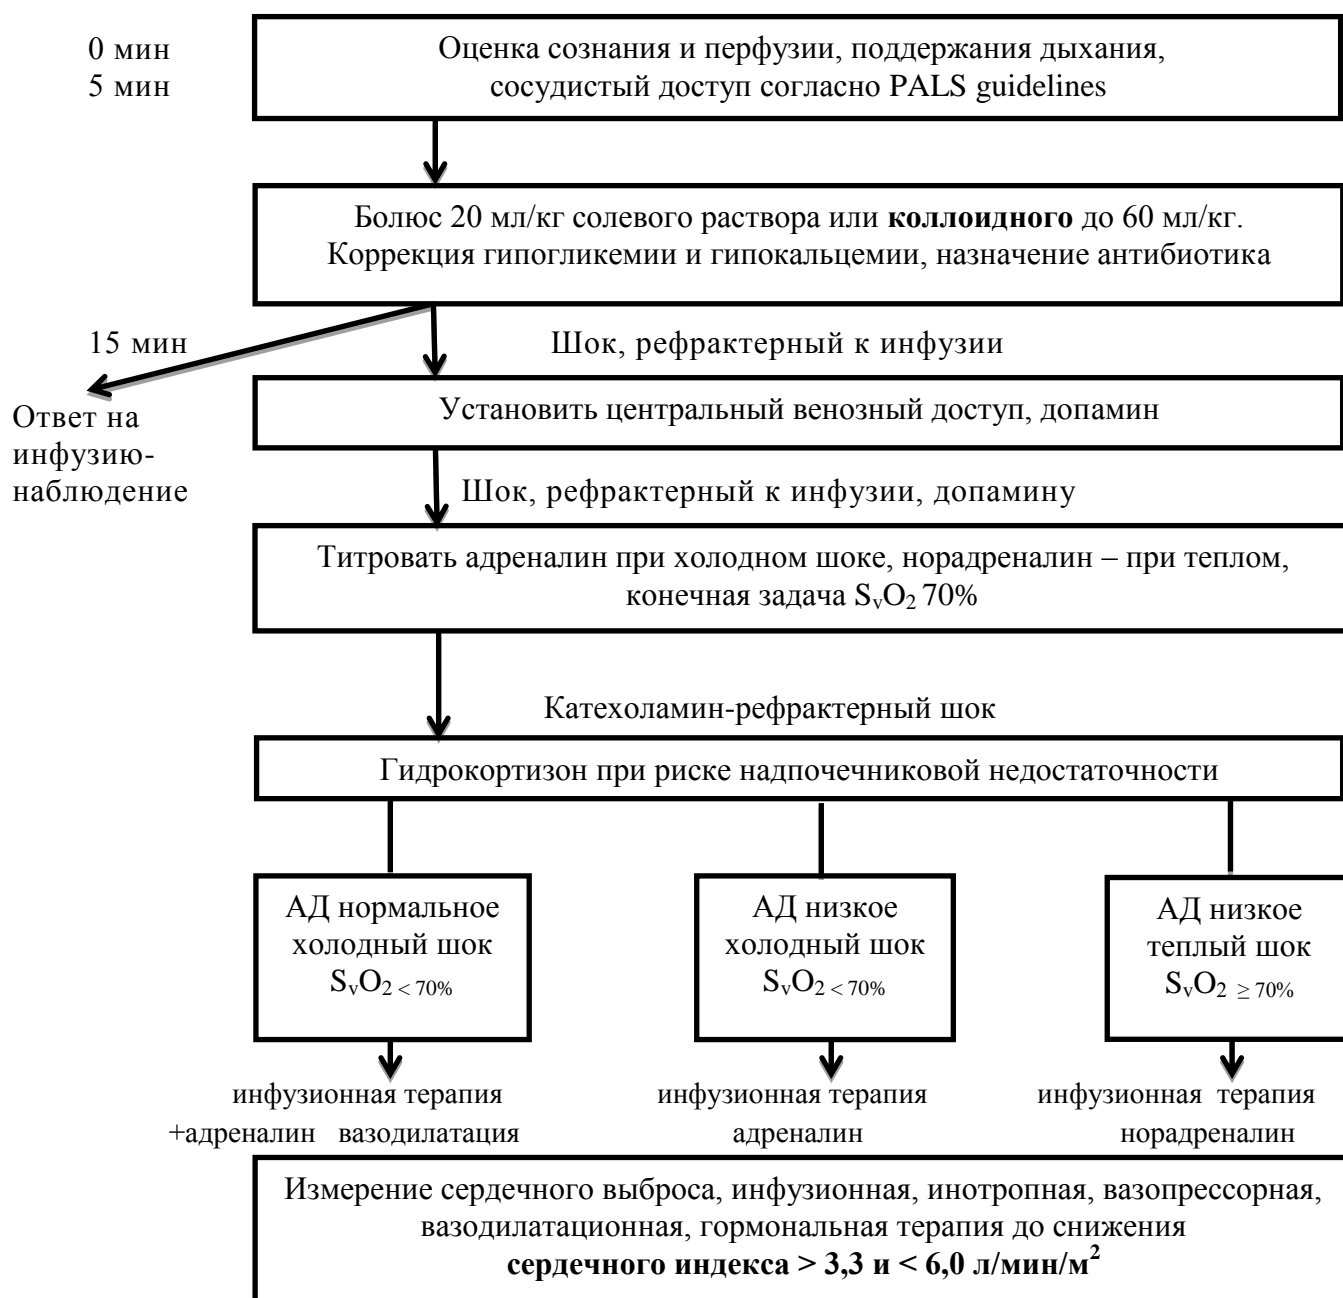 0 мин
5 мин
Оценка сознания и перфузии, поддержания дыхания,
сосудистый доступ согласно PALS guidelines
Болюс 20 мл/кг солевого раствора или коллоидного до 60 мл/кг.
Коррекция гипогликемии и гипокальцемии, назначение антибиотика
15 мин
Шок, рефрактерный к инфузии
Ответ на
инфузию-
наблюдение
Установить центральный венозный доступ, допамин
Шок, рефрактерный к инфузии, допамину
Титровать адреналин при холодном шоке, норадреналин – при теплом,
конечная задача SvO2 70%
Катехоламин-рефрактерный шок
Гидрокортизон при риске надпочечниковой недостаточности
АД нормальное
холодный шок
SvO2 < 70%
АД низкое
холодный шок
SvO2 < 70%
АД низкое
теплый шок
SvO2 ≥ 70%
инфузионная терапия
+адреналин вазодилатация
инфузионная терапия
адреналин
инфузионная терапия
норадреналин
Измерение сердечного выброса, инфузионная, инотропная, вазопрессорная,
вазодилатационная, гормональная терапия до снижения
сердечного индекса > 3,3 и < 6,0 л/мин/м²